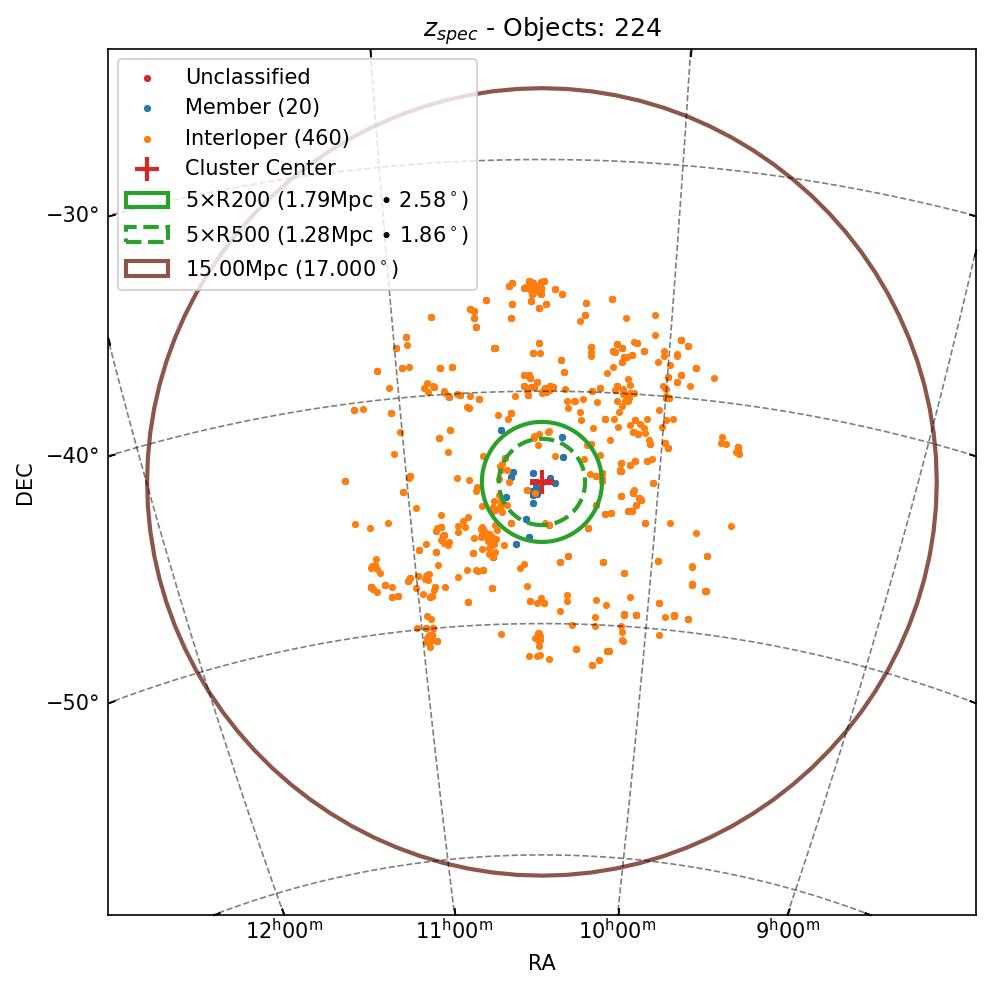 z_spec - Objects: 224
Unclassified
Member (20)
Interloper (460)
Cluster Center
5×R200 (1.79Mpc • 2.58°)
5×R500 (1.28Mpc • 1.86°)
15.00Mpc (17.000°)
−30°
−40°
−50°
DEC
12ʰ00ᵐ 11ʰ00ᵐ 10ʰ00ᵐ 9ʰ00ᵐ
RA